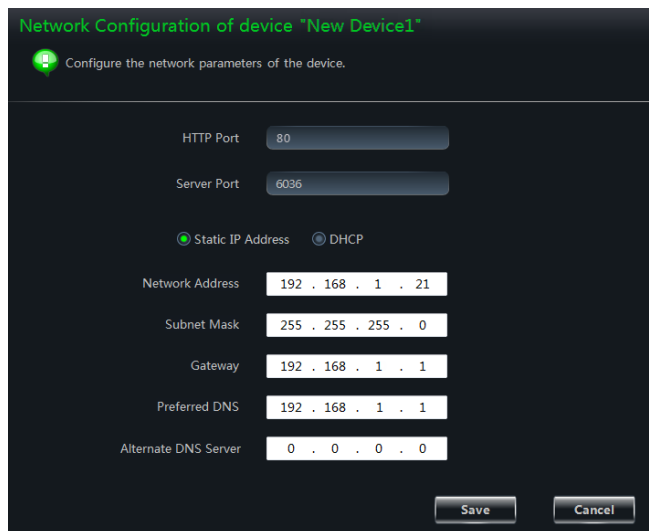 Network Configuration of device "New Device1"
Configure the network parameters of the device.
HTTP Port 80
Server Port 6036
Static IP Address DHCP
Network Address 192 . 168 . 1 . 21
Subnet Mask 255 . 255 . 255 . 0
Gateway 192 . 168 . 1 . 1
Preferred DNS 192 . 168 . 1 . 1
Alternate DNS Server 0 . 0 . 0 . 0
Save Cancel